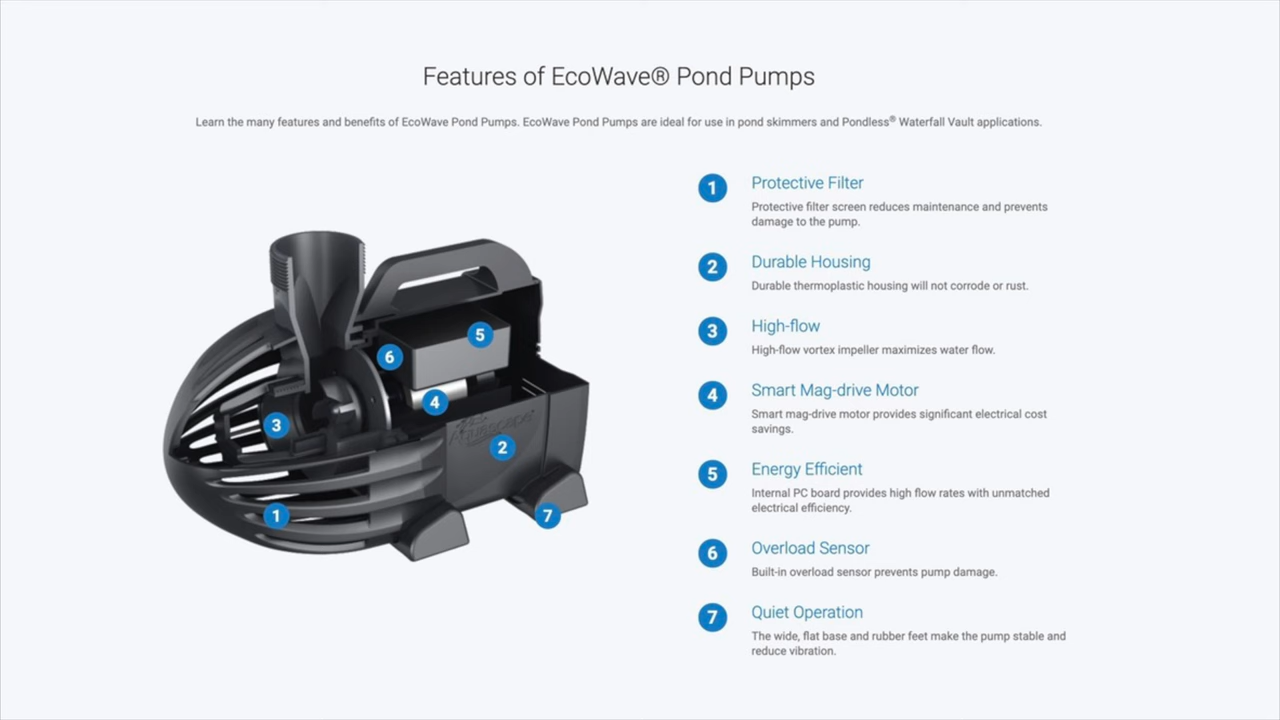 Features of EcoWave® Pond Pumps
Learn the many features and benefits of EcoWave Pond Pumps. EcoWave Pond Pumps are ideal for use in pond skimmers and Pondless® Waterfall Vault applications.
1 Protective Filter
Protective filter screen reduces maintenance and prevents
damage to the pump.
2 Durable Housing
Durable thermoplastic housing will not corrode or rust.
3 High-flow
High-flow vortex impeller maximizes water flow.
4 Smart Mag-drive Motor
Smart mag-drive motor provides significant electrical cost
savings.
5 Energy Efficient
Internal PC board provides high flow rates with unmatched
electrical efficiency.
6 Overload Sensor
Built-in overload sensor prevents pump damage.
7 Quiet Operation
The wide, flat base and rubber feet make the pump stable and
reduce vibration.
5
6
4
3
Aquascape
2
1
7